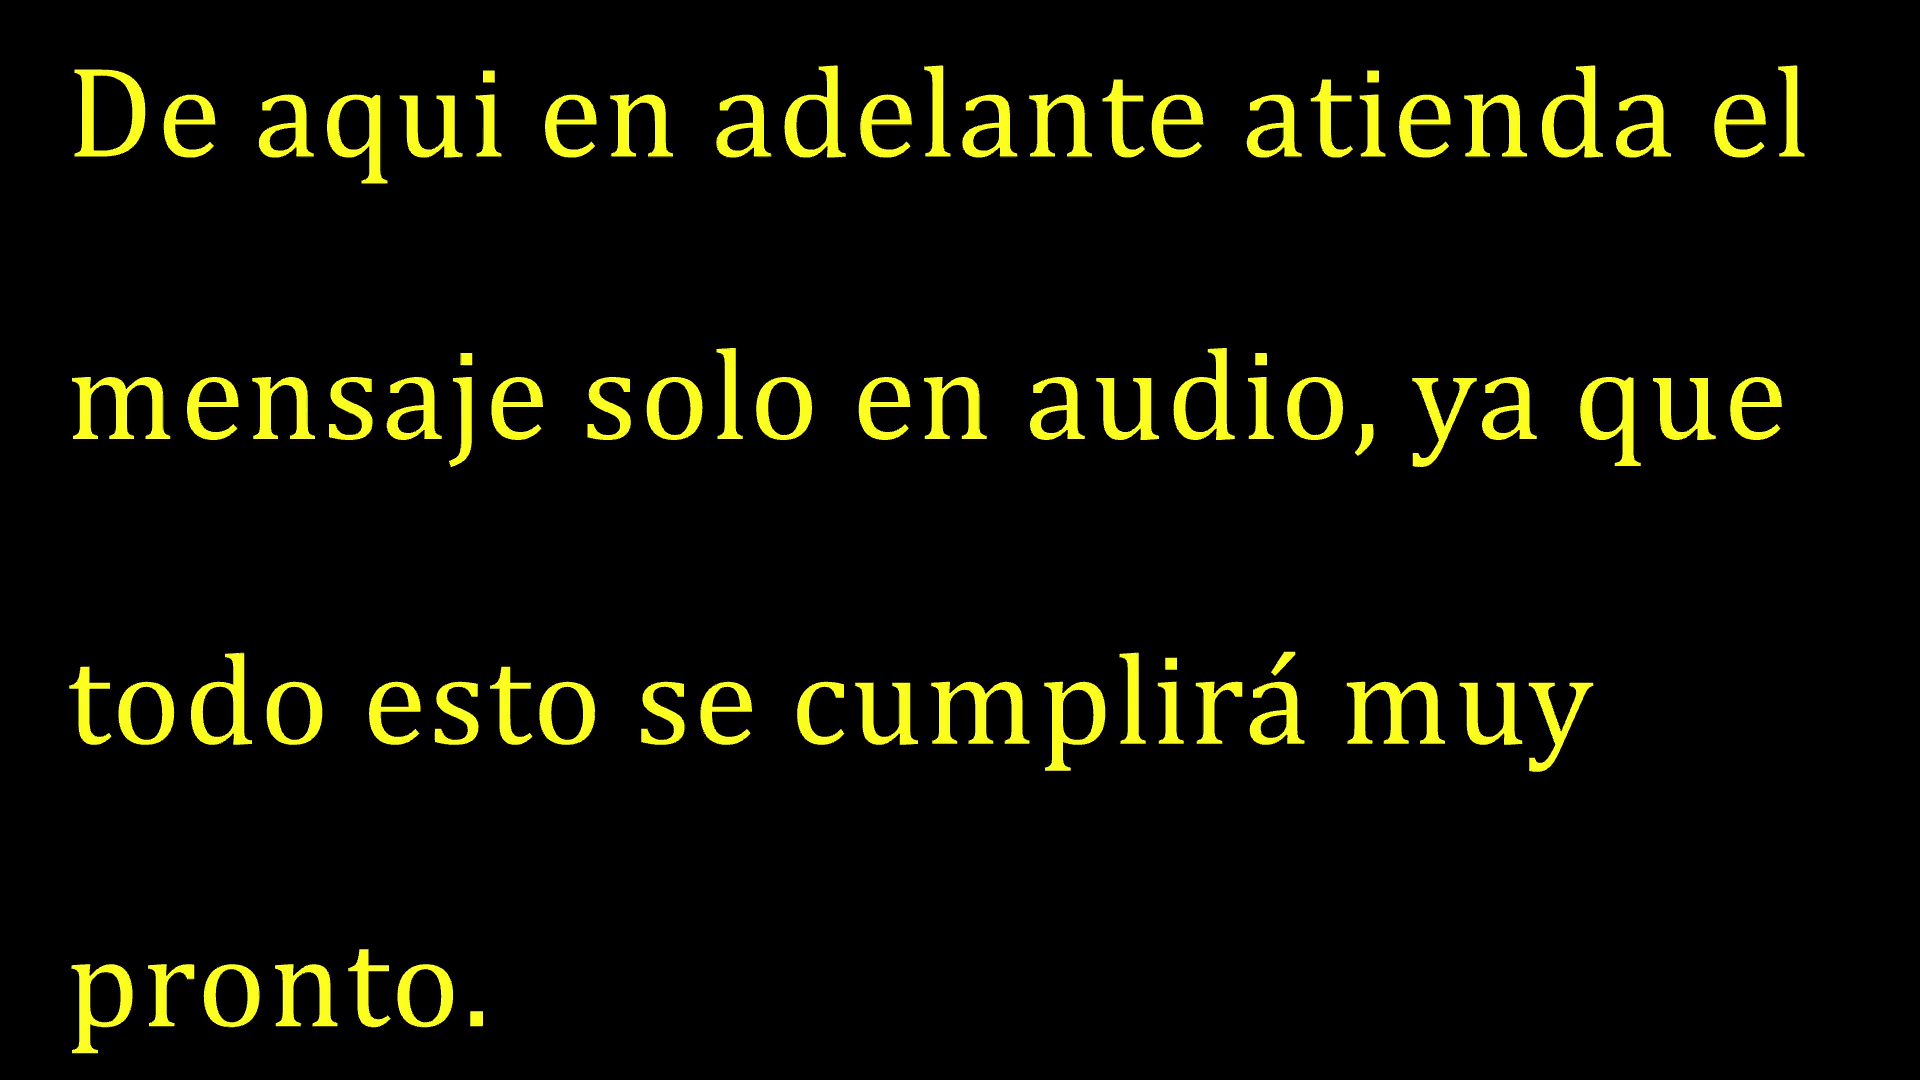 De aqui en adelante atienda el
mensaje solo en audio, ya que
todo esto se cumplirá muy
pronto.